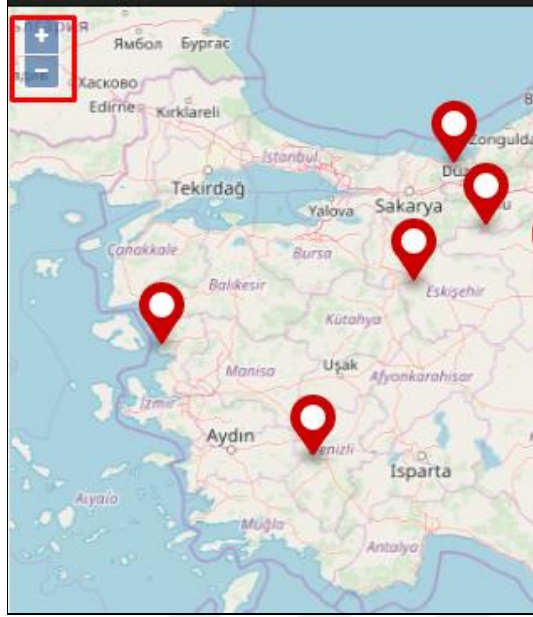 +
Ямбол Бургас
−
Хасково
Edirne Kırklareli
Zongulda
İstanbul
Tekirdağ
Yalova Sakarya
Çanakkale Bursa
Balıkesir Eskişehir
Kütahya
Manisa Uşak Afyonkarahisar
İzmir
Aydın
Isparta
Muğla
Antalya